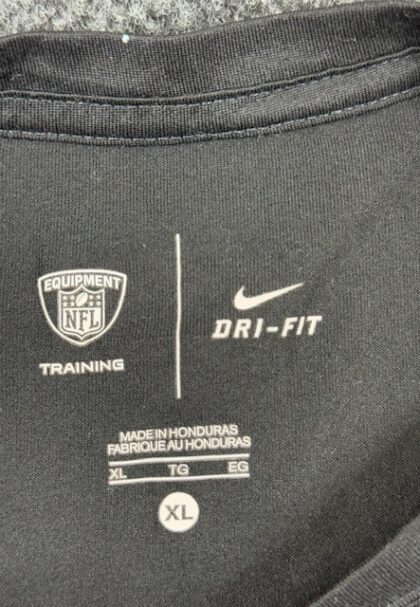 EQUIPMENT
NFL
TRAINING
DRI-FIT
MADE IN HONDURAS
FABRIQUE AU HONDURAS
XL TG EG
XL